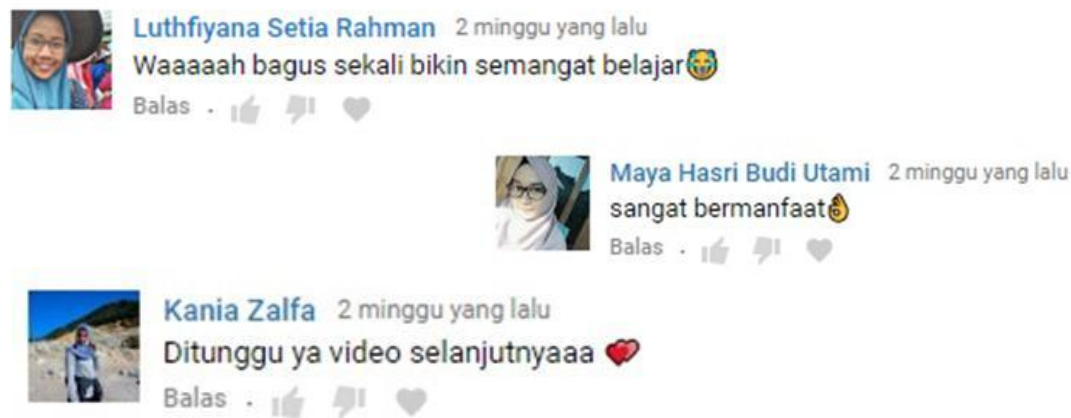 Luthfiyana Setia Rahman 2 minggu yang lalu
Waaaaah bagus sekali bikin semangat belajar😂
Balas .
Maya Hasri Budi Utami 2 minggu yang lalu
sangat bermanfaat👌
Balas .
Kania Zalfa 2 minggu yang lalu
Ditunggu ya video selanjutnyaaa 💕
Balas .